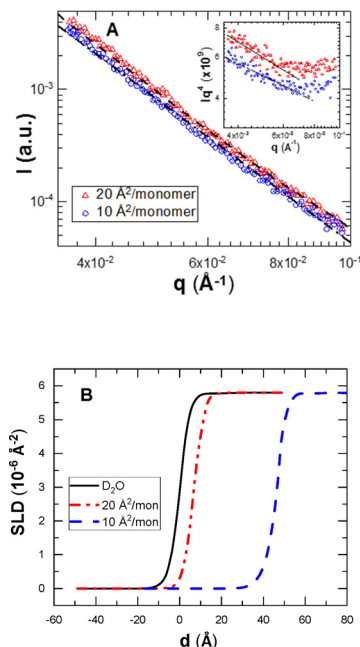 A
10⁻³
10⁻⁴
I (a.u.)
20 Å²/monomer
10 Å²/monomer
4x10⁻² 6x10⁻² 8x10⁻² 10⁻¹
q (Å⁻¹)
8
6
4
I q⁴ (x10⁹)
4x10⁻² 6x10⁻² 8x10⁻² 10⁻¹
q (Å⁻¹)
B
6
5
4
3
2
1
0
SLD (10⁻⁶ Å⁻²)
D₂O
20 Å²/mon
10 Å²/mon
-60 -40 -20 0 20 40 60 80
d (Å)